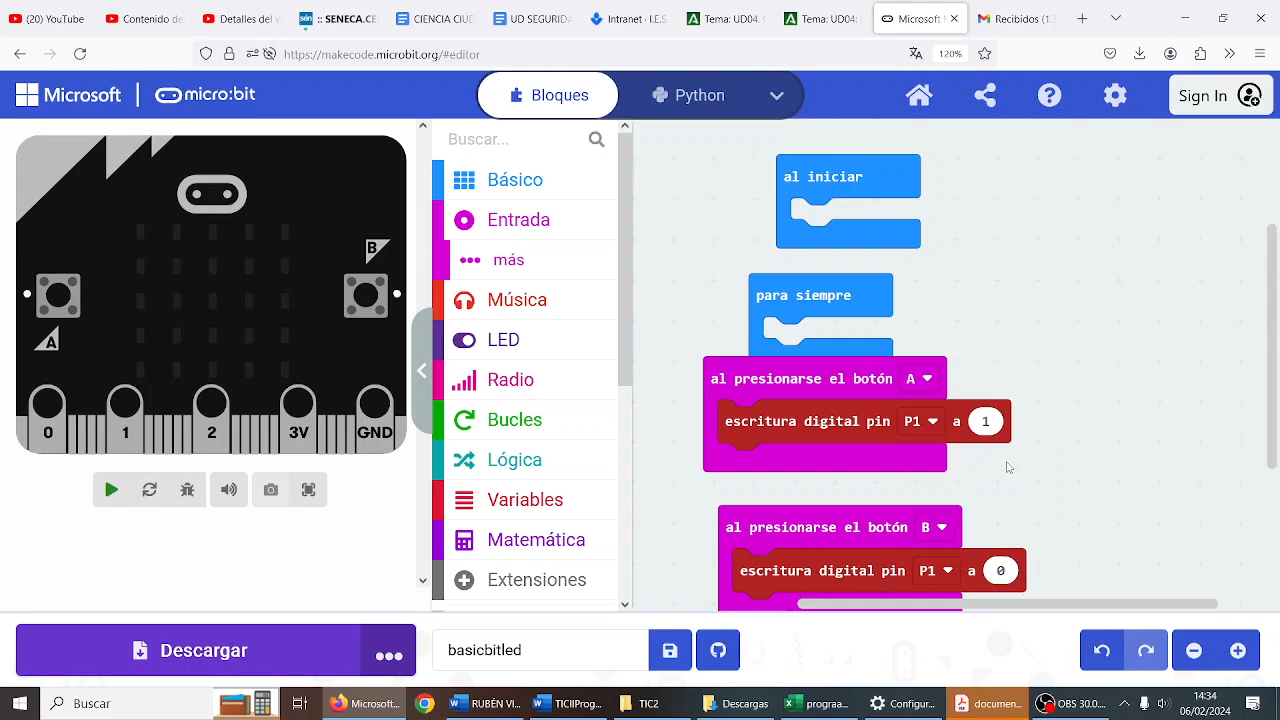 YouTube
Contenido d
Detalles del v
:: SENECA.CE
CIENCIA CIUD
UD5 SEGURID
Intranet - I.E.S
Tema: UD04. C
Tema: UD04: C
Microsoft M
Recibidos (1.3
https://makecode.microbit.org/#editor
120%
Microsoft
micro:bit
Bloques
Python
Sign In
Buscar...
Básico
Entrada
más
Música
LED
Radio
Bucles
Lógica
Variables
Matemática
Extensiones
B
A
0
1
2
3V
GND
al iniciar
para siempre
al presionarse el botón A
escritura digital pin P1 a 1
al presionarse el botón B
escritura digital pin P1 a 0
Descargar
basicbitled
Buscar
Microsoft...
RUBÉN VI...
TICIIProg...
TIC2
Descargas
progra...
Configur...
documen...
OBS 30.0...
14:34
06/02/2024